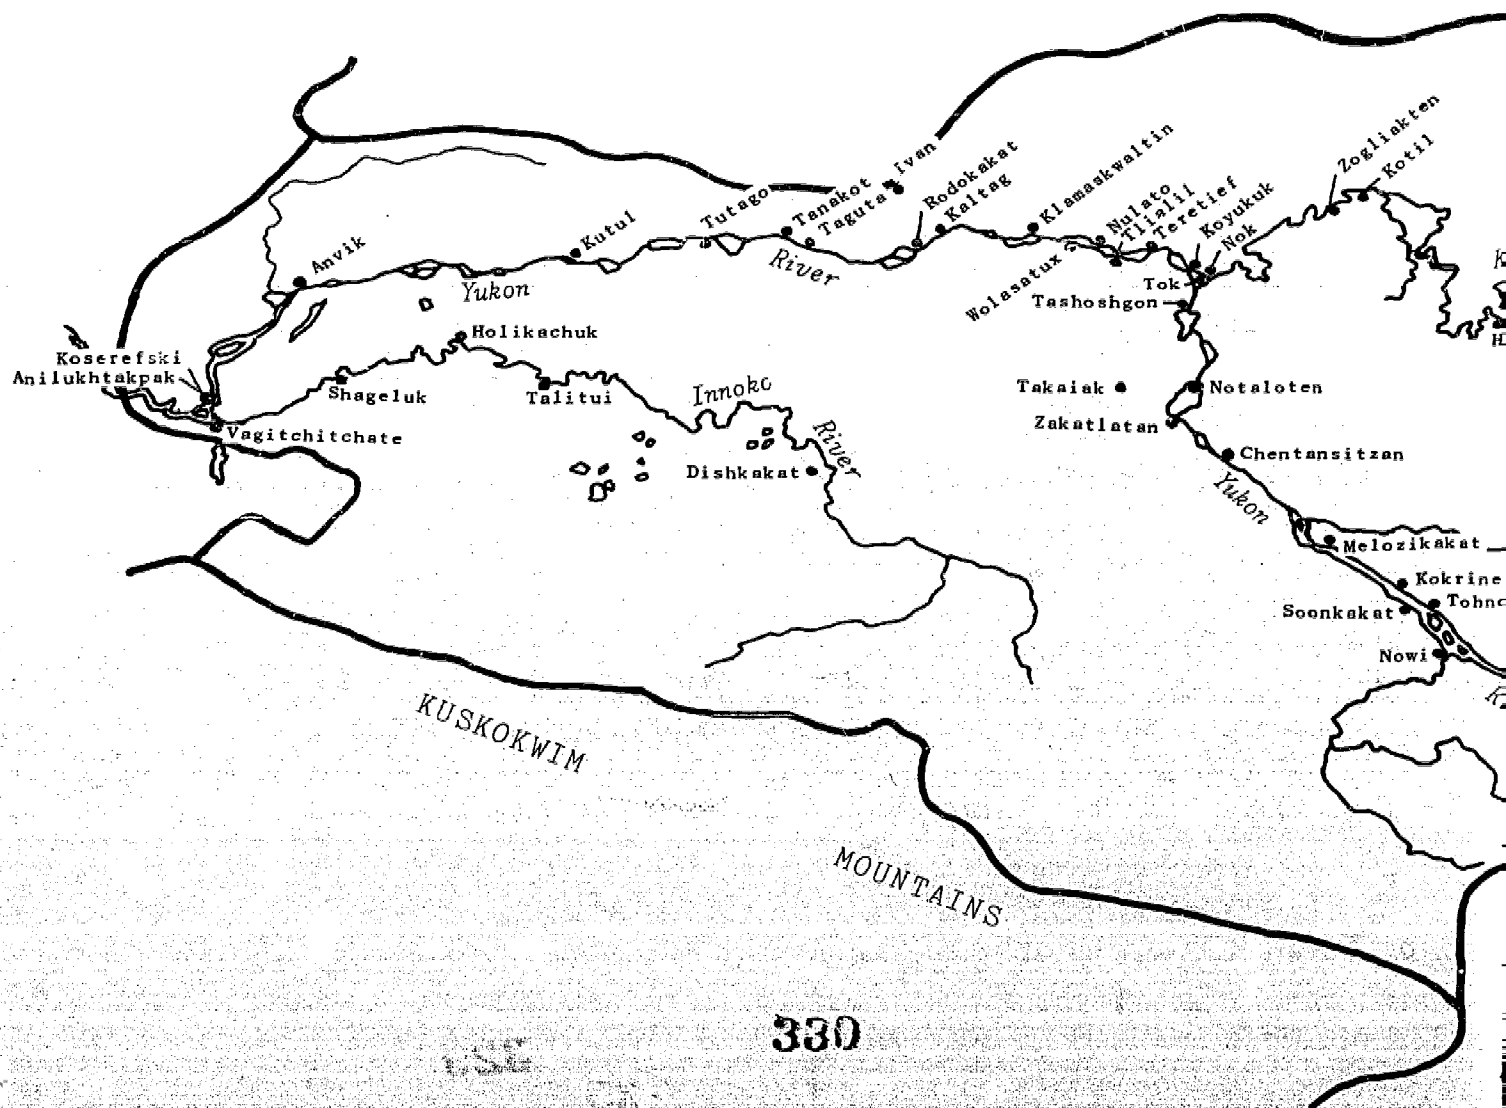 Zogliakten
Kotil
Ivan
Klamaskwaltin
Rodokakat
Kaltag
Tanakot
Taguta
Tutago
Kutul
Nulato
Tlialil
Teretief
Koyukuk
Nok
Anvik
River
Yukon
Wolasatux
Tok
Tashoshgon
Holikachuk
Koserefski
Anilukhtakpak
Shageluk
Talitui
Innoko
River
Takaiak
Notaloten
Zakatlatan
Vagitchitchate
Dishkakat
Chentansitzan
Yukon
Melozikakat
Kokrine
Tohno
Soonkakat
Nowi
KUSKOKWIM
MOUNTAINS
330